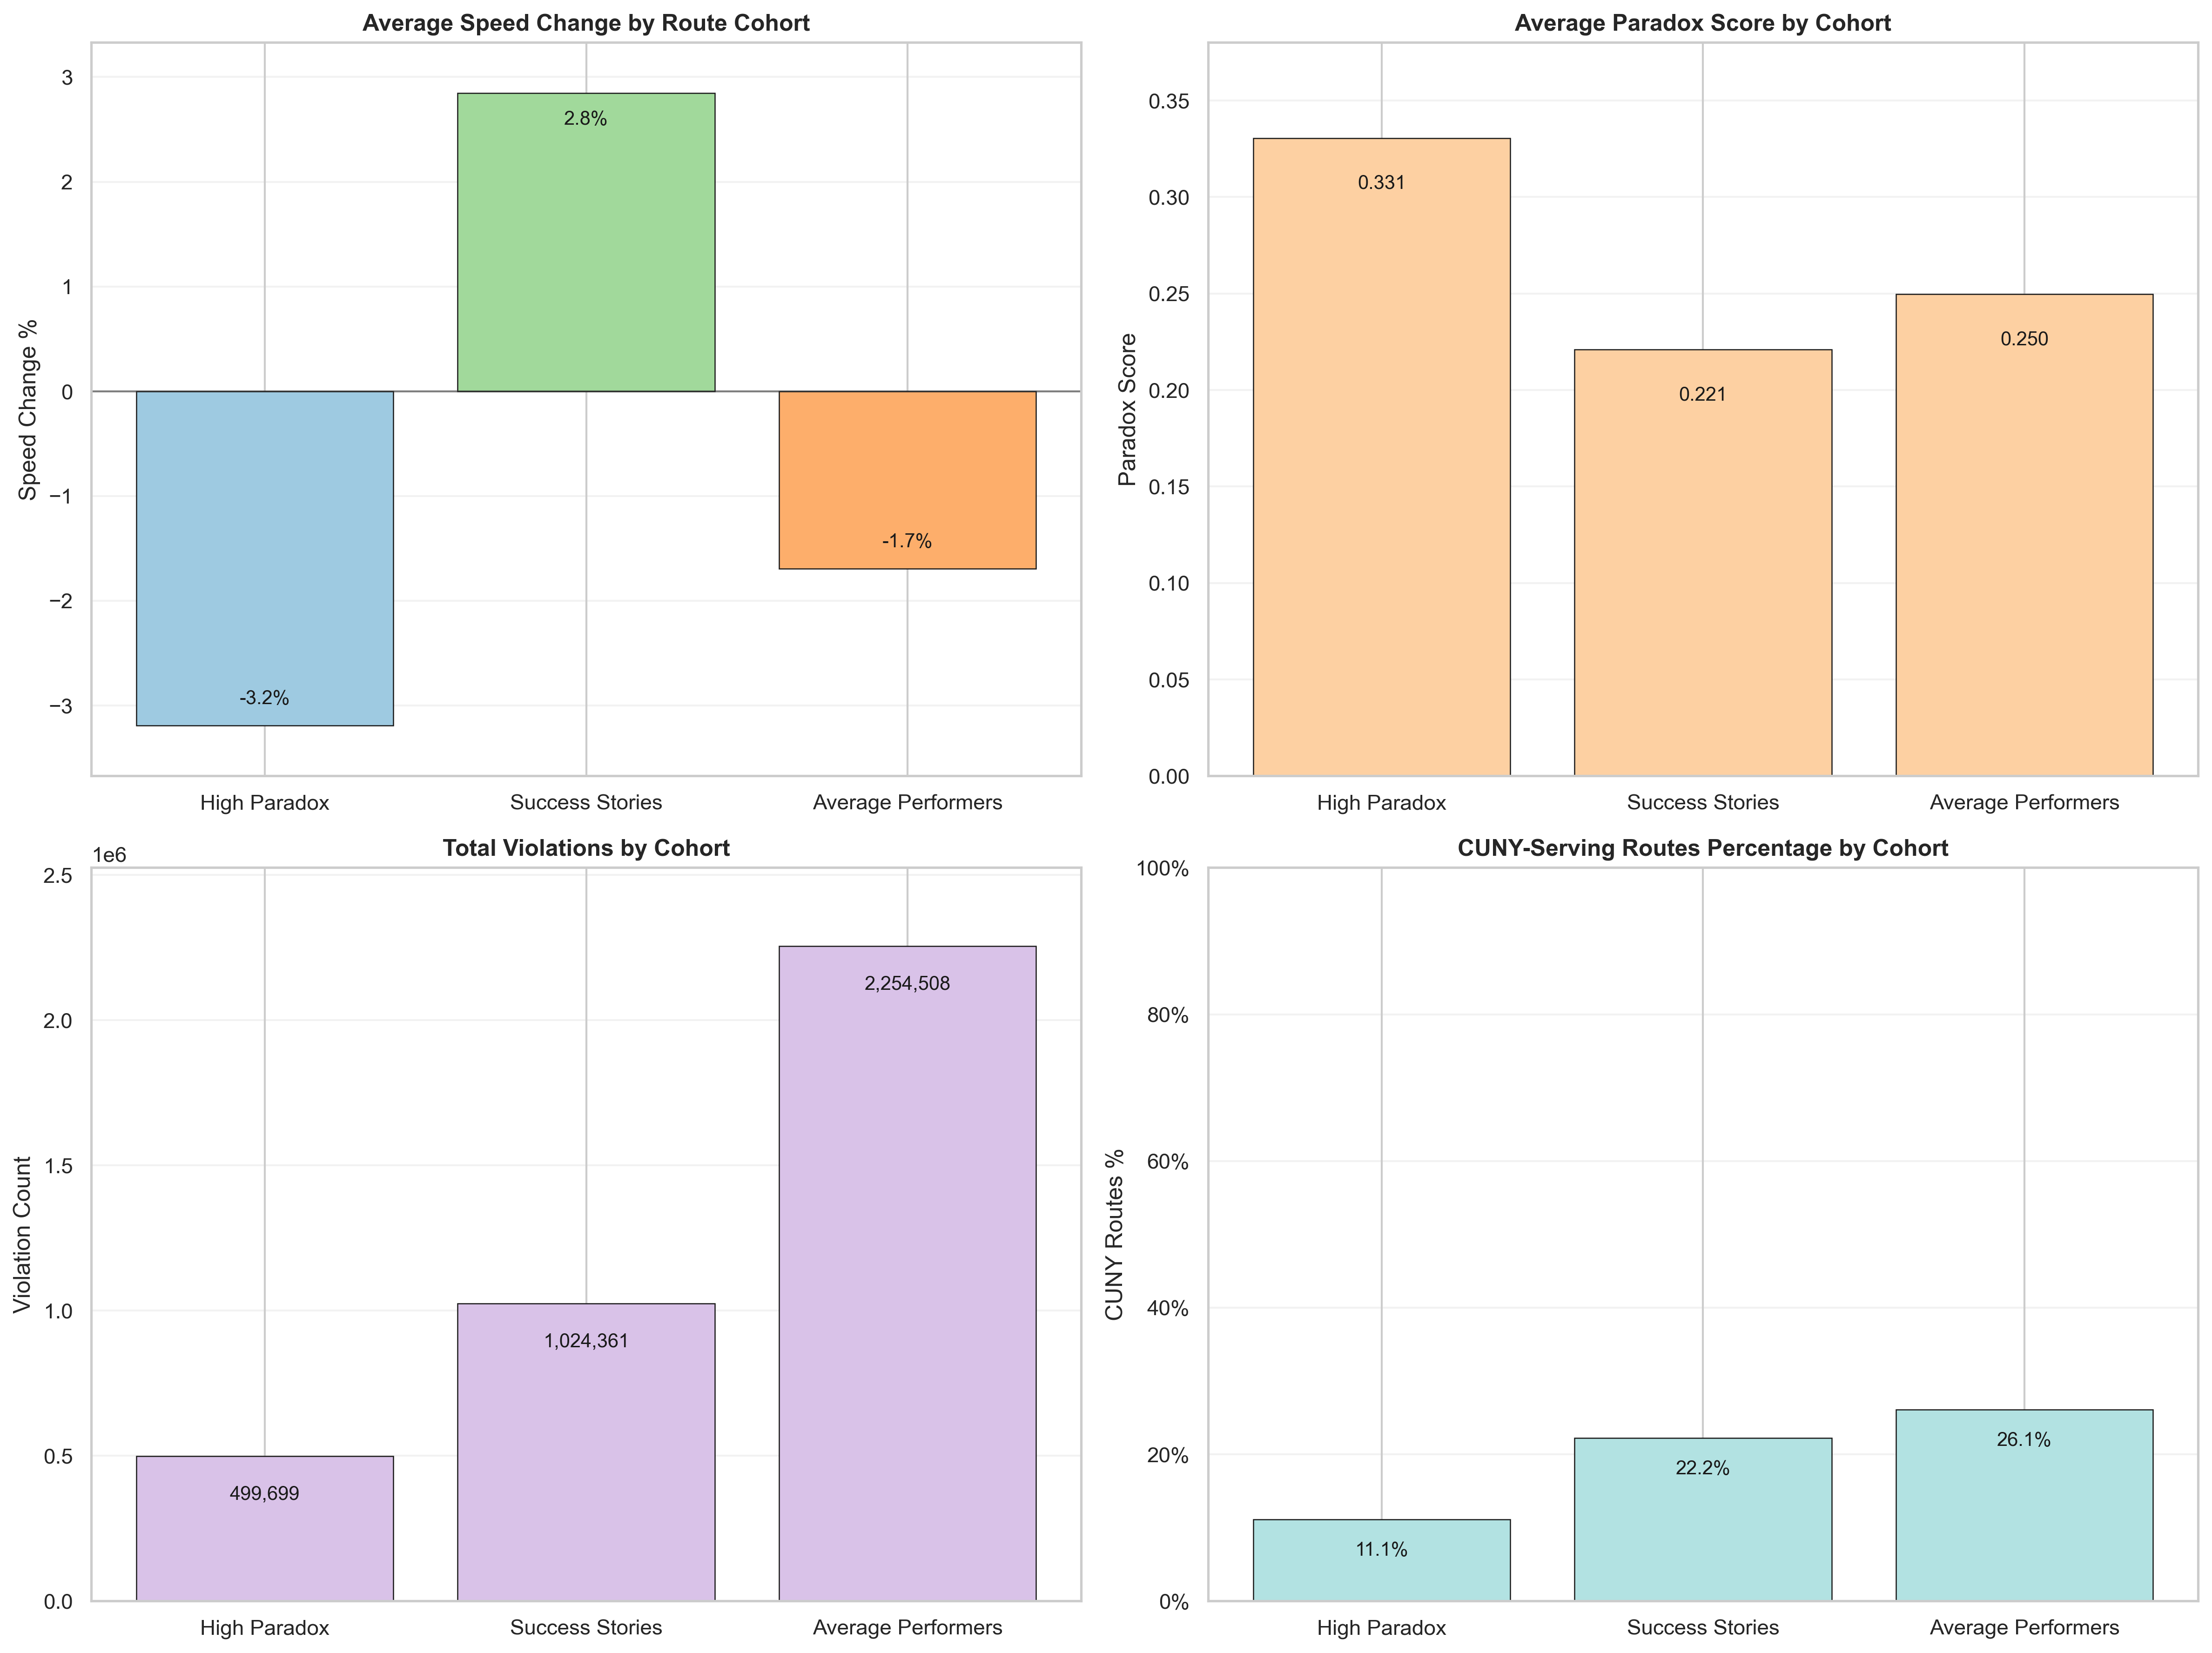 Average Speed Change by Route Cohort
Speed Change %
3
2
1
0
−1
−2
−3
-3.2%
2.8%
-1.7%
High Paradox
Success Stories
Average Performers
Average Paradox Score by Cohort
Paradox Score
0.35
0.30
0.25
0.20
0.15
0.10
0.05
0.00
0.331
0.221
0.250
High Paradox
Success Stories
Average Performers
Total Violations by Cohort
1e6
Violation Count
2.5
2.0
1.5
1.0
0.5
0.0
499,699
1,024,361
2,254,508
High Paradox
Success Stories
Average Performers
CUNY-Serving Routes Percentage by Cohort
CUNY Routes %
100%
80%
60%
40%
20%
0%
11.1%
22.2%
26.1%
High Paradox
Success Stories
Average Performers